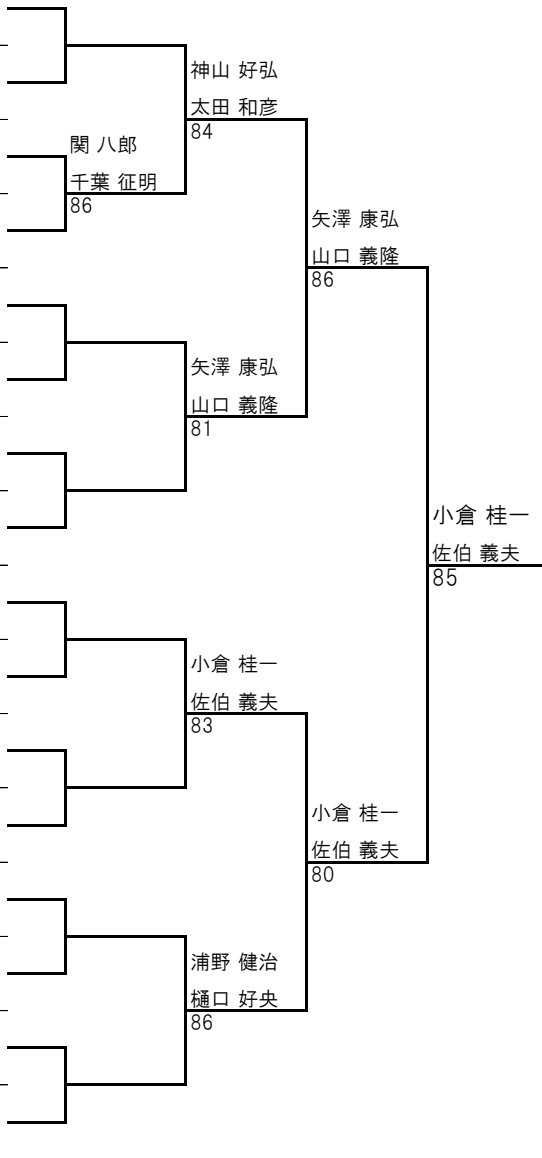 神山 好弘
太田 和彦
84
関 八郎
千葉 征明
86
矢澤 康弘
山口 義隆
86
矢澤 康弘
山口 義隆
81
小倉 桂一
佐伯 義夫
85
小倉 桂一
佐伯 義夫
83
小倉 桂一
佐伯 義夫
80
浦野 健治
樋口 好央
86